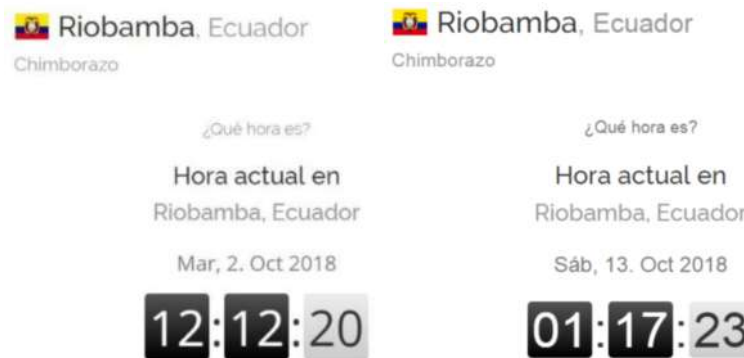 Riobamba, Ecuador
Chimborazo
¿Qué hora es?
Hora actual en
Riobamba, Ecuador
Mar, 2. Oct 2018
12:12:20
Riobamba, Ecuador
Chimborazo
¿Qué hora es?
Hora actual en
Riobamba, Ecuador
Sáb, 13. Oct 2018
01:17:23